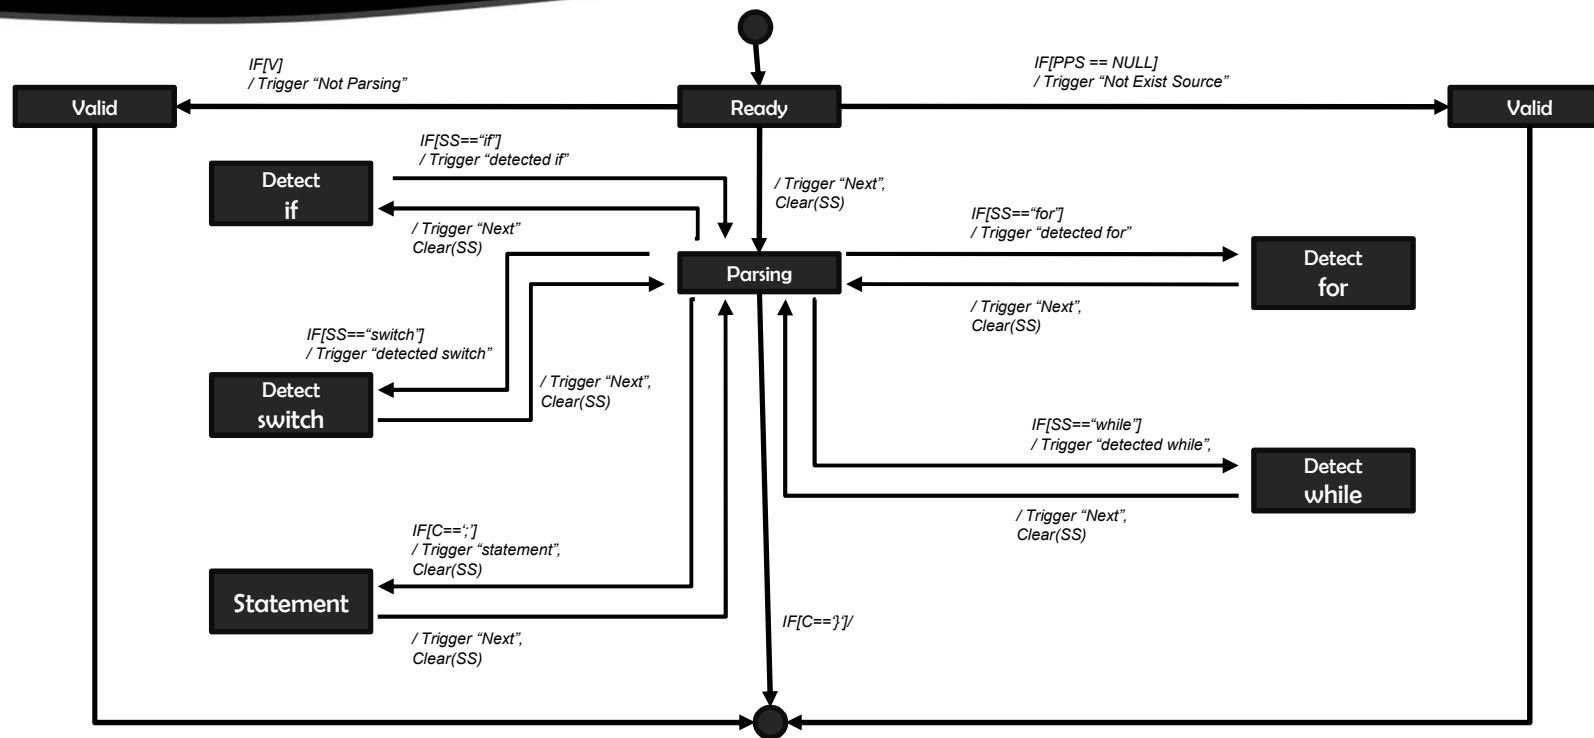 IF[V]
/ Trigger “Not Parsing”
IF[PPS == NULL]
/ Trigger “Not Exist Source”
Valid
Ready
Valid
IF[SS==“if”]
/ Trigger “detected if”
Detect
if
/ Trigger “Next”,
Clear(SS)
/ Trigger “Next”
Clear(SS)
IF[SS==“for”]
/ Trigger “detected for”
Parsing
Detect
for
/ Trigger “Next”,
Clear(SS)
IF[SS==“switch”]
/ Trigger “detected switch”
Detect
switch
/ Trigger “Next”,
Clear(SS)
IF[SS==“while”]
/ Trigger “detected while”,
Detect
while
/ Trigger “Next”,
Clear(SS)
IF[C==‘;’]
/ Trigger “statement”,
Clear(SS)
Statement
/ Trigger “Next”,
Clear(SS)
IF[C==‘}‘]/